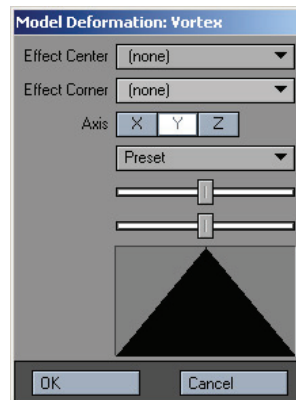 Model Deformation: Vortex
Effect Center (none)
Effect Corner (none)
Axis X Y Z
Preset
OK Cancel